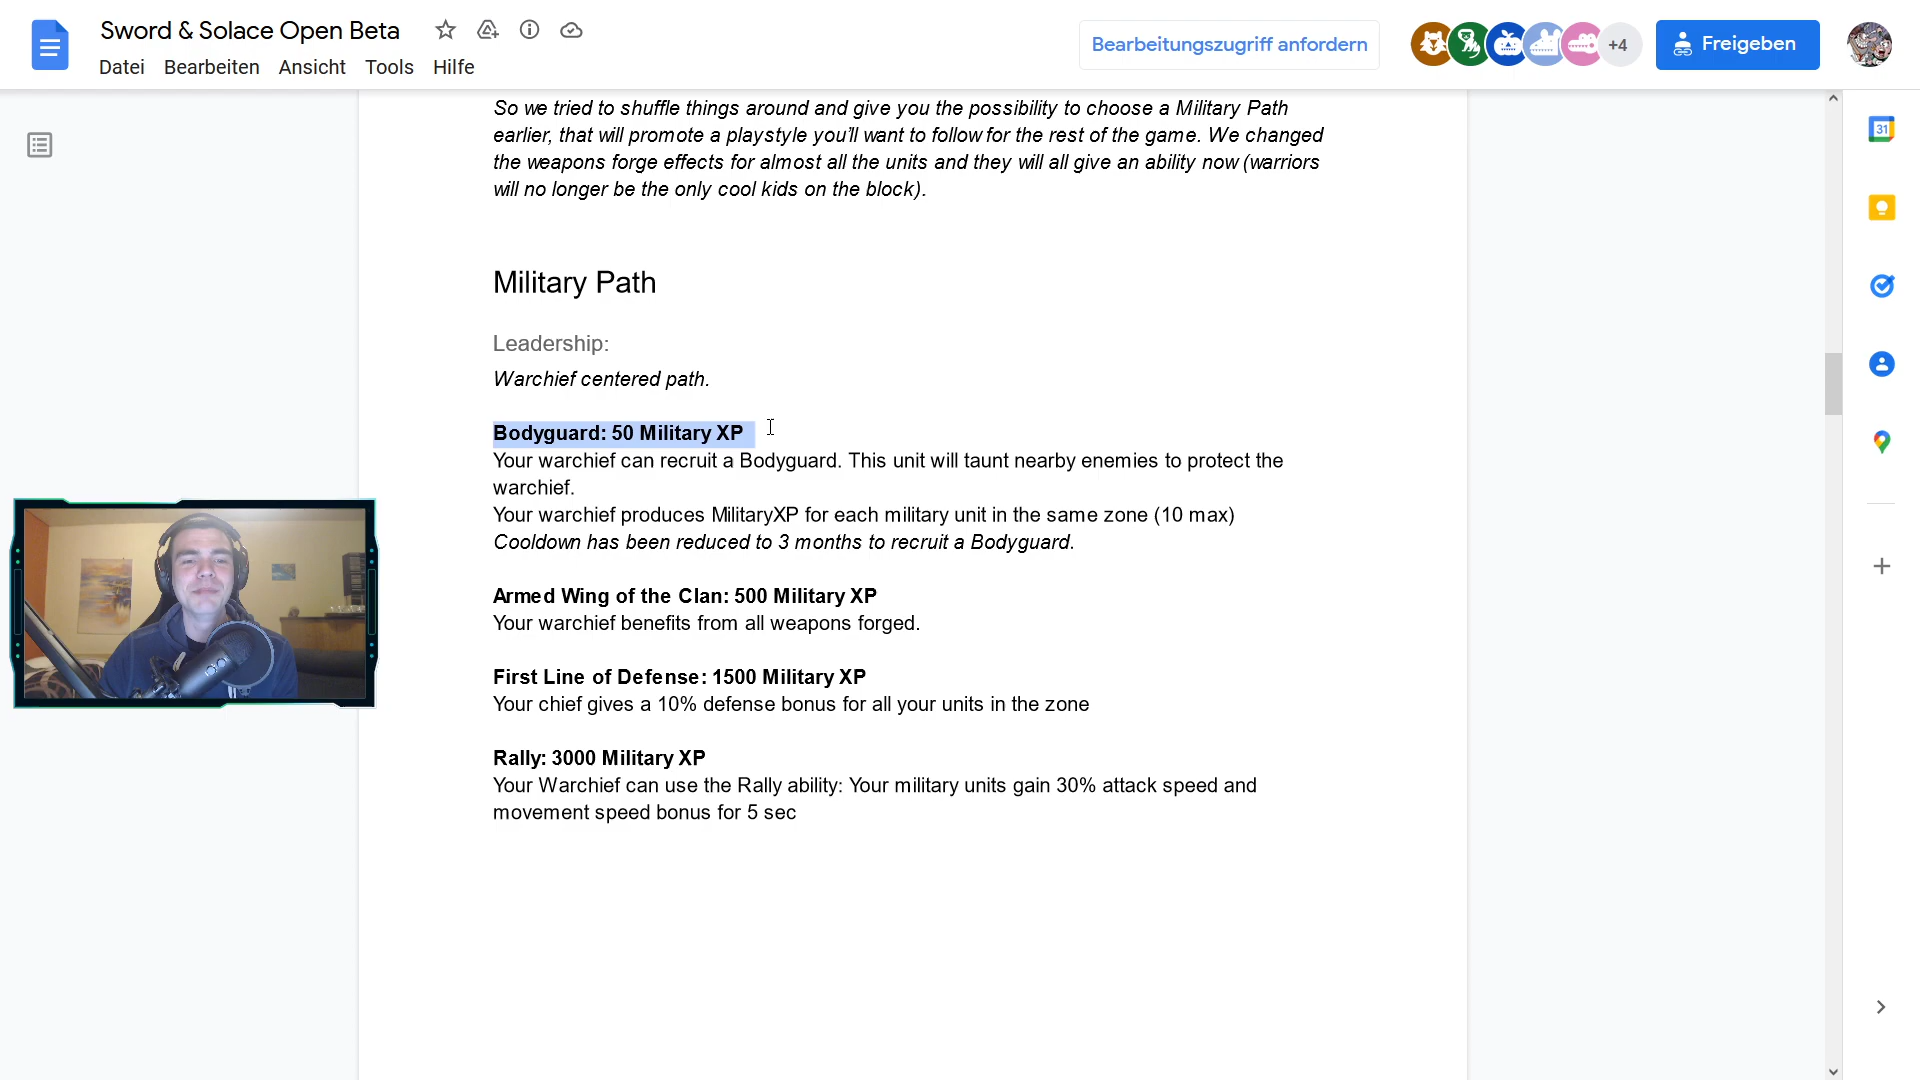 Sword & Solace Open Beta
Datei Bearbeiten Ansicht Tools Hilfe
Bearbeitungszugriff anfordern
+4
Freigeben
31
So we tried to shuffle things around and give you the possibility to choose a Military Path
earlier, that will promote a playstyle you'll want to follow for the rest of the game. We changed
the weapons forge effects for almost all the units and they will all give an ability now (warriors
will no longer be the only cool kids on the block).
Military Path
Leadership:
Warchief centered path.
Bodyguard: 50 Military XP
Your warchief can recruit a Bodyguard. This unit will taunt nearby enemies to protect the
warchief.
Your warchief produces MilitaryXP for each military unit in the same zone (10 max)
Cooldown has been reduced to 3 months to recruit a Bodyguard.
Armed Wing of the Clan: 500 Military XP
Your warchief benefits from all weapons forged.
First Line of Defense: 1500 Military XP
Your chief gives a 10% defense bonus for all your units in the zone
Rally: 3000 Military XP
Your Warchief can use the Rally ability: Your military units gain 30% attack speed and
movement speed bonus for 5 sec